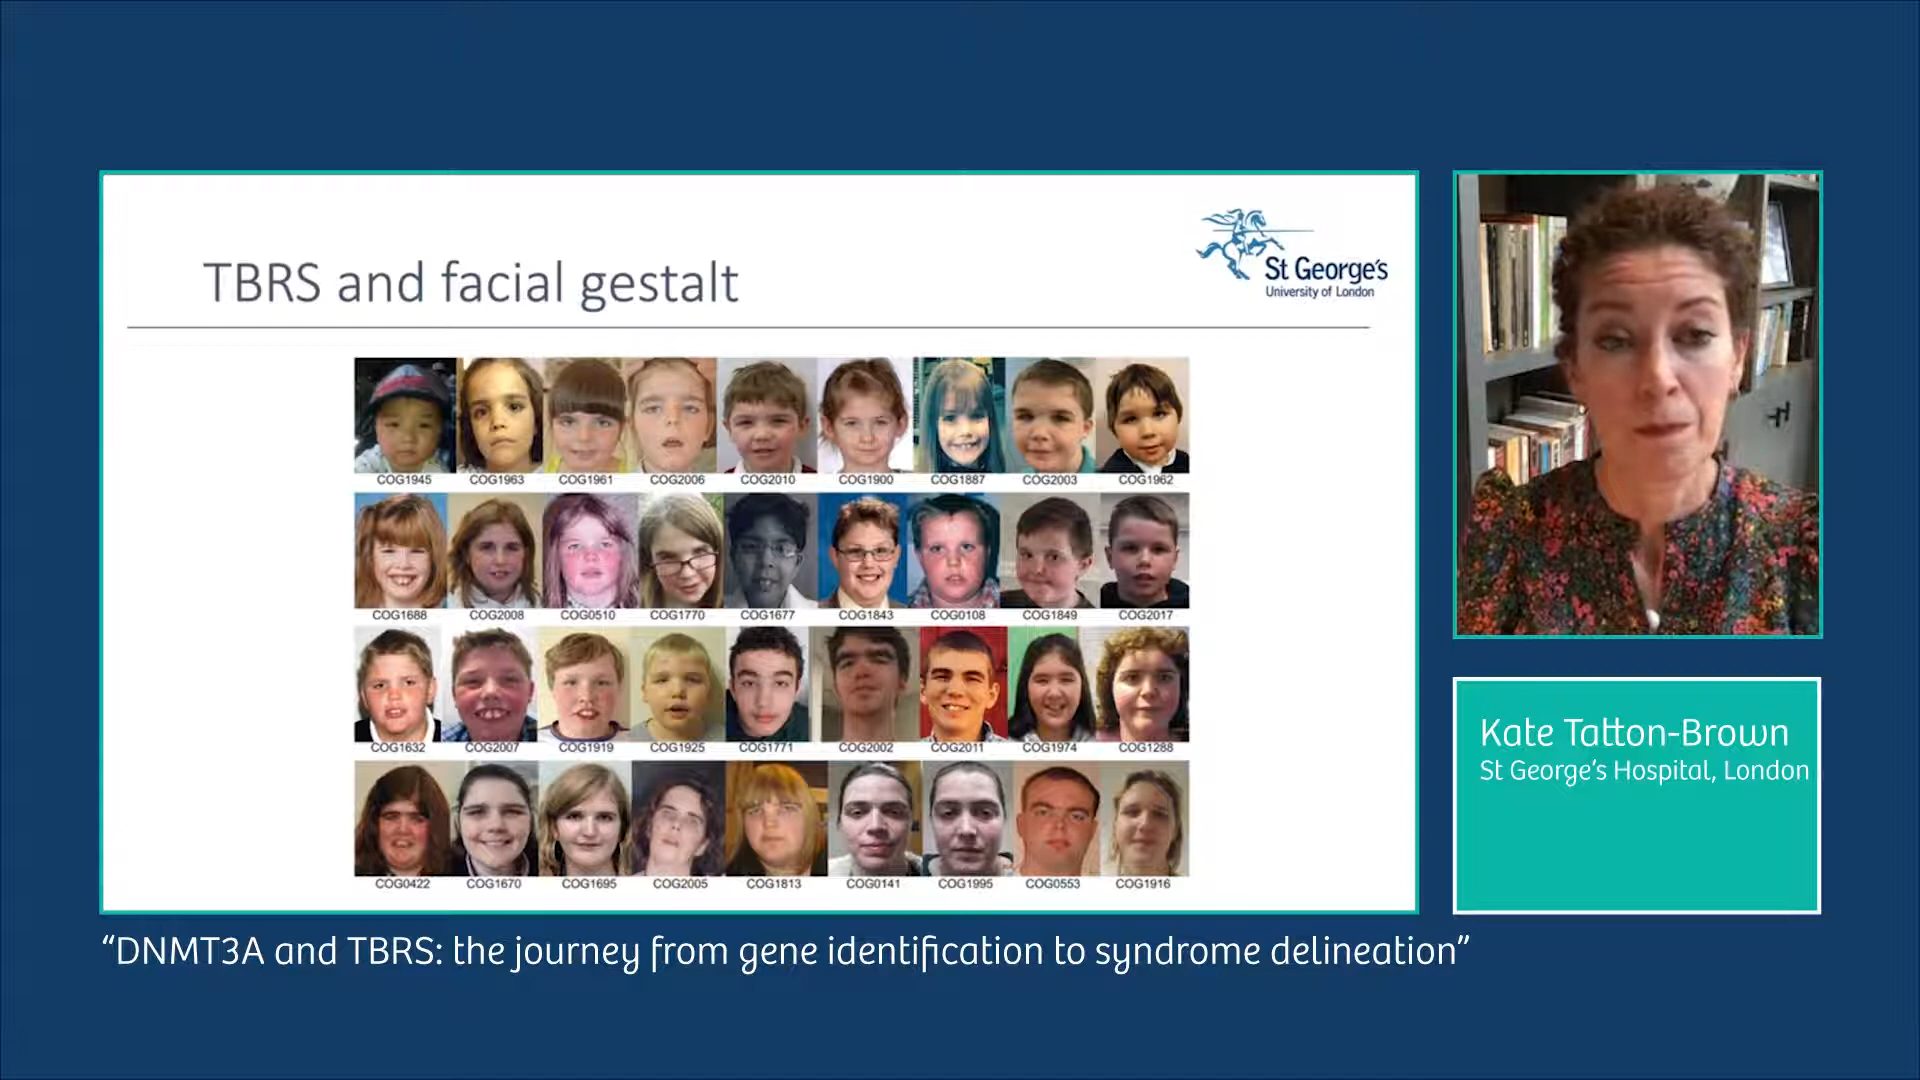 TBRS and facial gestalt
St George's
University of London
COG1945 COG1963 COG1961 COG2006 COG2010 COG1900 COG1887 COG2003 COG1962
COG1688 COG2008 COG0510 COG1770 COG1677 COG1843 COG0108 COG1849 COG2017
COG1632 COG2007 COG1919 COG1925 COG1771 COG2002 COG2011 COG1974 COG1288
COG0422 COG1670 COG1695 COG2005 COG1813 COG0141 COG1995 COG0553 COG1916
Kate Tatton-Brown
St George's Hospital, London
“DNMT3A and TBRS: the journey from gene identification to syndrome delineation”